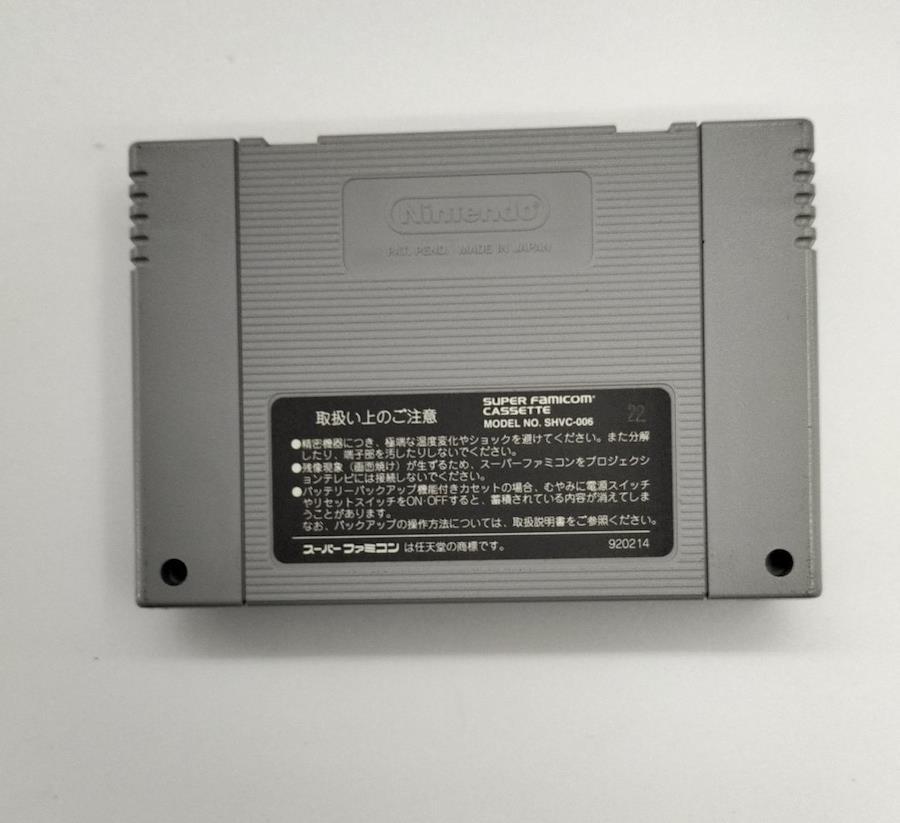 Nintendo®
PAT. PEND. MADE IN JAPAN
取扱い上のご注意
SUPER FAMICOM®
CASSETTE
MODEL NO. SHVC-006
22
●精密機器につき、極端な温度変化やショックを避けてください。また分解
したり、端子部を汚したりしないでください。
●残像現象（画面焼け）が生ずるため、スーパーファミコンをプロジェクシ
ョンテレビには接続しないでください。
●バッテリーバックアップ機能付きカセットの場合、むやみに電源スイッチ
やリセットスイッチをON・OFFすると、蓄積されている内容が消えてしま
うことがあります。
なお、バックアップの操作方法については、取扱説明書をご参照ください。
スーパーファミコン は任天堂の商標です。
920214